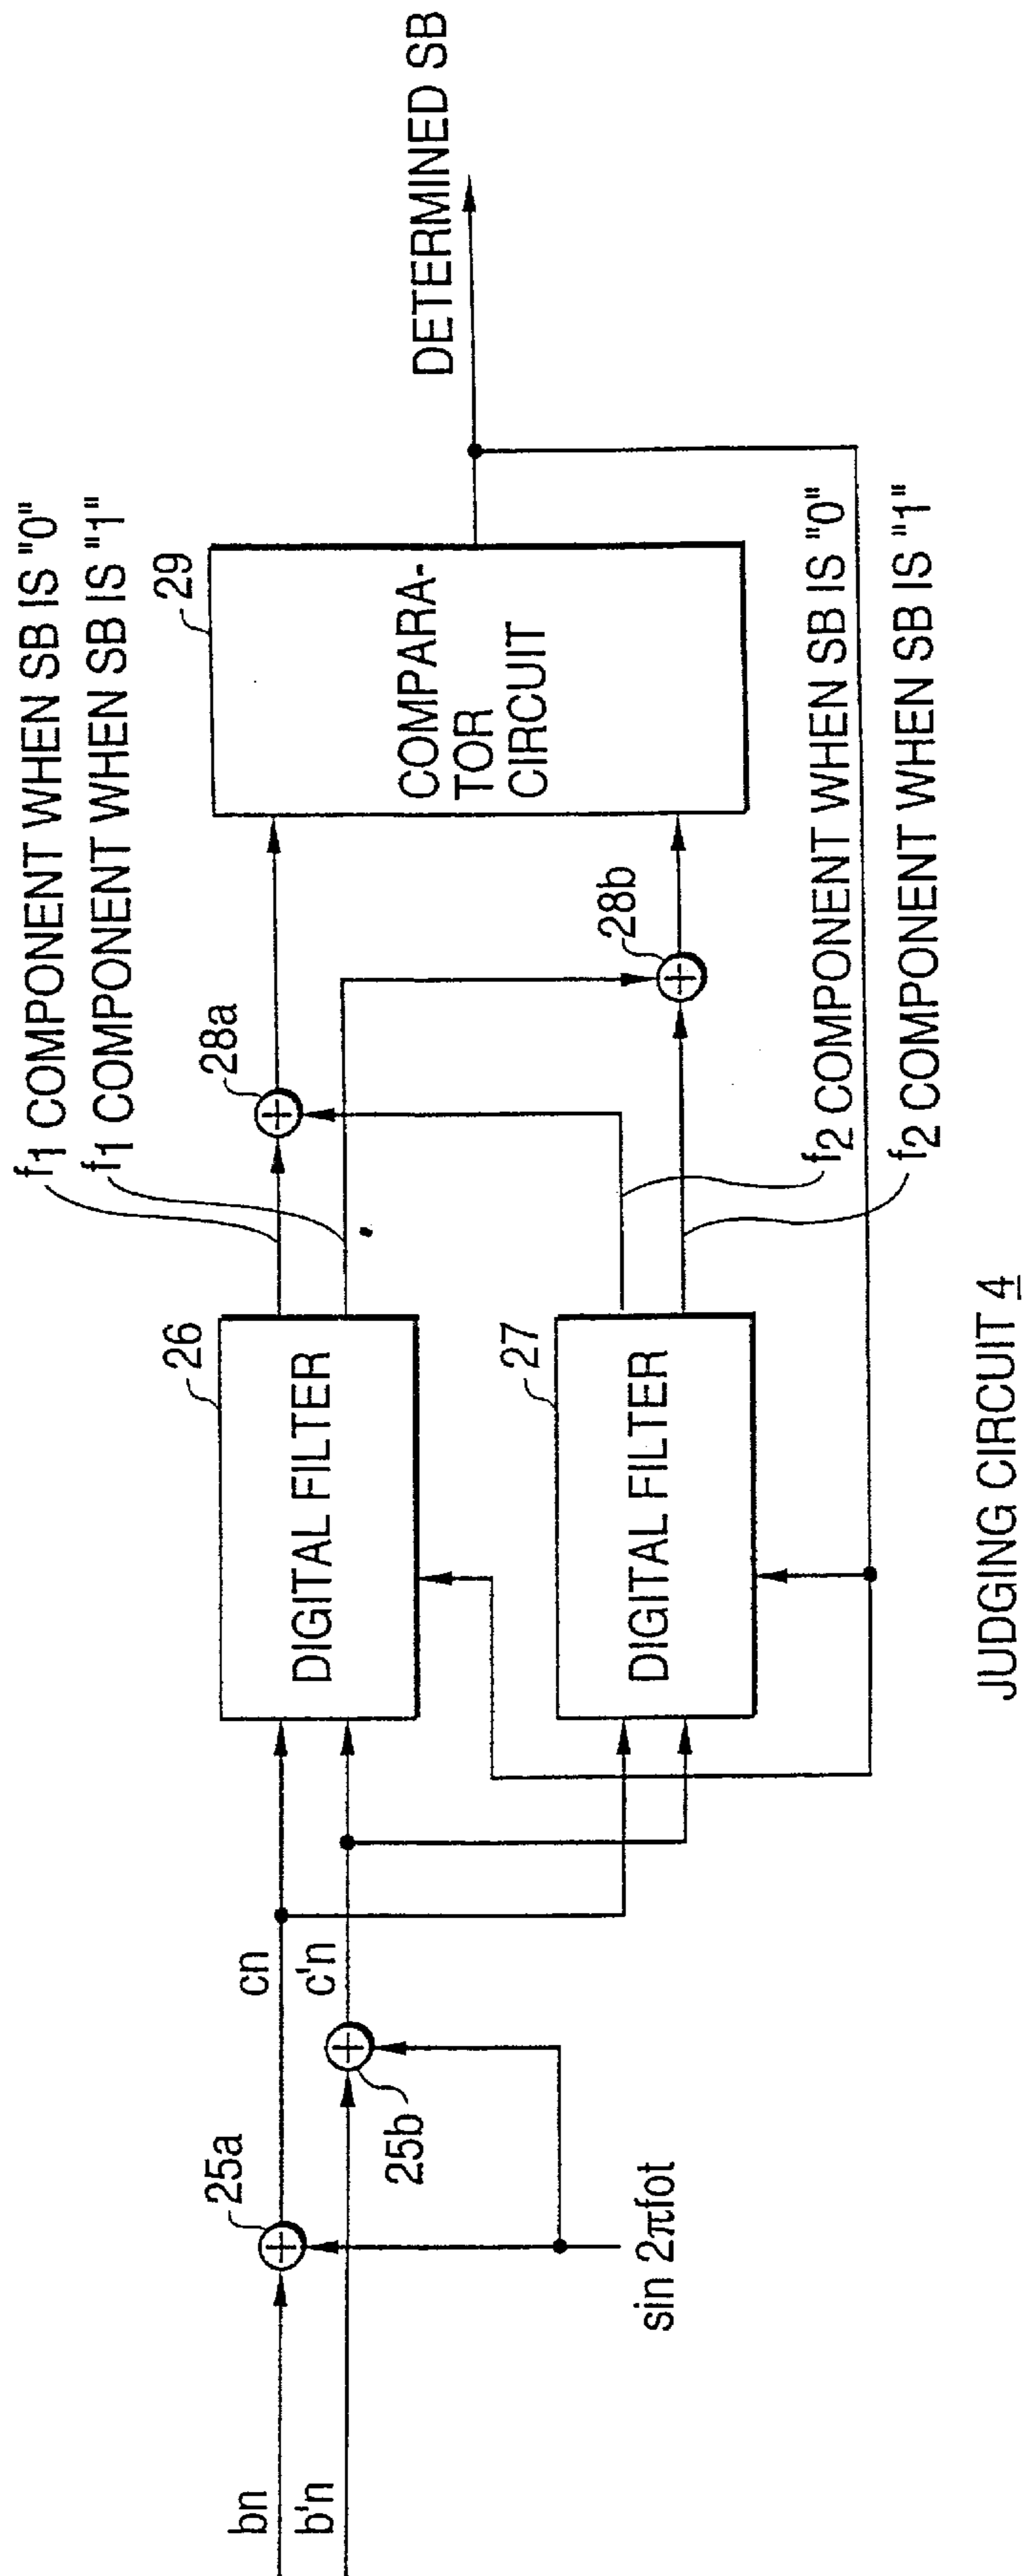 bn
b'n
25a
25b
sin 2πfot
cn
c'n
26
DIGITAL FILTER
27
DIGITAL FILTER
f1 COMPONENT WHEN SB IS "0"
f1 COMPONENT WHEN SB IS "1"
28a
28b
29
COMPARA-
TOR
CIRCUIT
f2 COMPONENT WHEN SB IS "0"
f2 COMPONENT WHEN SB IS "1"
DETERMINED SB
JUDGING CIRCUIT 4